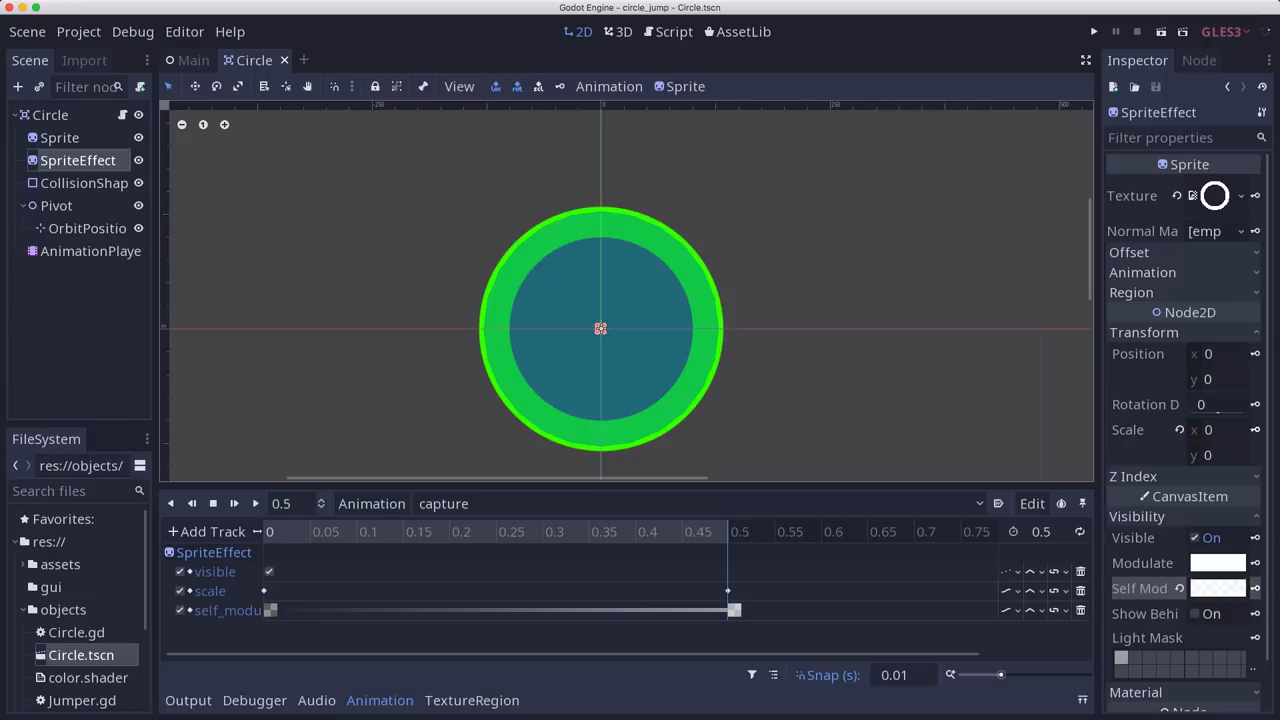 Godot Engine - circle_jump - Circle.tscn
Scene Project Debug Editor Help
2D 3D Script AssetLib
GLES3
Scene Import
Main Circle
Inspector Node
Filter nod
View Animation Sprite
-250 0 250 500
Circle
Sprite
SpriteEffect
CollisionShap
Pivot
OrbitPositio
AnimationPlaye
SpriteEffect
Filter properties
Sprite
Texture
Normal Ma [emp
Offset
Animation
Region
Node2D
Transform
Position x 0
y 0
Rotation D 0
Scale x 0
y 0
Z Index
CanvasItem
Visibility
Visible On
Modulate
Self Mod
Show Behi On
Light Mask
Material
FileSystem
res://objects/
Search files
Favorites:
res://
assets
gui
objects
Circle.gd
Circle.tscn
color.shader
Jumper.gd
0.5 Animation capture Edit
Add Track 0 0.05 0.1 0.15 0.2 0.25 0.3 0.35 0.4 0.45 0.5 0.55 0.6 0.65 0.7 0.75 0.5
SpriteEffect
visible
scale
self_modu
Snap (s): 0.01
Output Debugger Audio Animation TextureRegion